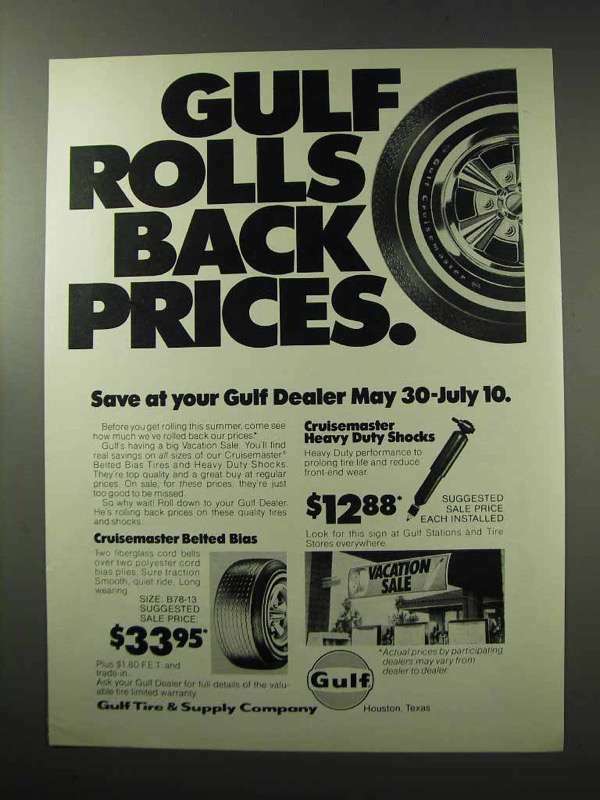 GULF
ROLLS
BACK
PRICES.
Gulf Cruisemaster
Save at your Gulf Dealer May 30-July 10.
Before you get rolling this summer, come see
how much we've rolled back our prices.*
Gulf's having a big Vacation Sale. You'll find
real savings on all sizes of our Cruisemaster®
Belted Bias Tires and Heavy Duty Shocks.
They're top quality and a great buy at regular
prices. On sale, for these prices, they're just
too good to be missed.
So why wait! Roll down to your Gulf Dealer.
He's rolling back prices on these quality tires
and shocks.
Cruisemaster Belted Bias
Two fiberglass cord belts
over two polyester cord
bias plies. Sure traction.
Smooth, quiet ride. Long
wearing.
SIZE: B78-13
SUGGESTED
SALE PRICE:
$33.95*
Plus $1.80 F.E.T. and
trade-in.
Ask your Gulf Dealer for full details of the valu-
able tire limited warranty.
Gulf Tire & Supply Company
Cruisemaster
Heavy Duty Shocks
Heavy Duty performance to
prolong tire life and reduce
front-end wear.
$12.88*
SUGGESTED
SALE PRICE
EACH INSTALLED
Look for this sign at Gulf Stations and Tire
Stores everywhere.
VACATION
SALE
*Actual prices by participating
dealers may vary from
dealer to dealer.
Gulf
Houston, Texas